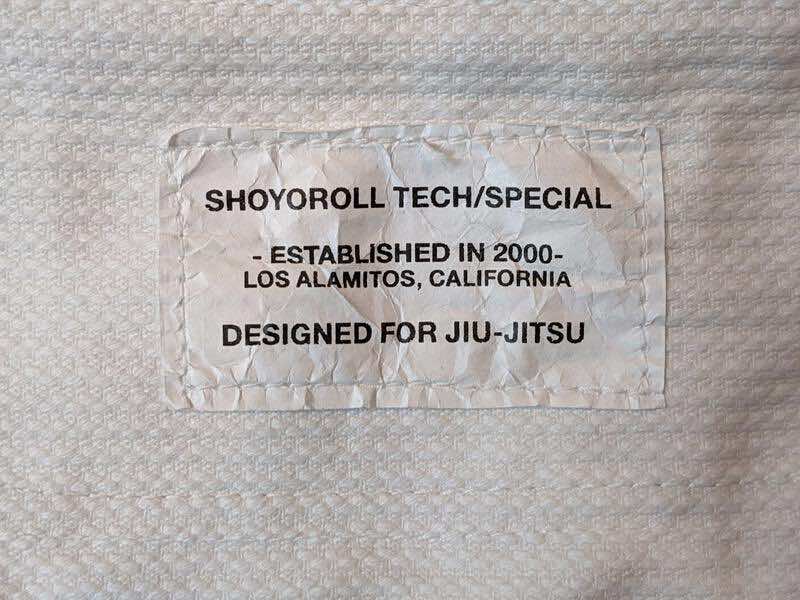 SHOYOROLL TECH/SPECIAL
- ESTABLISHED IN 2000-
LOS ALAMITOS, CALIFORNIA
DESIGNED FOR JIU-JITSU